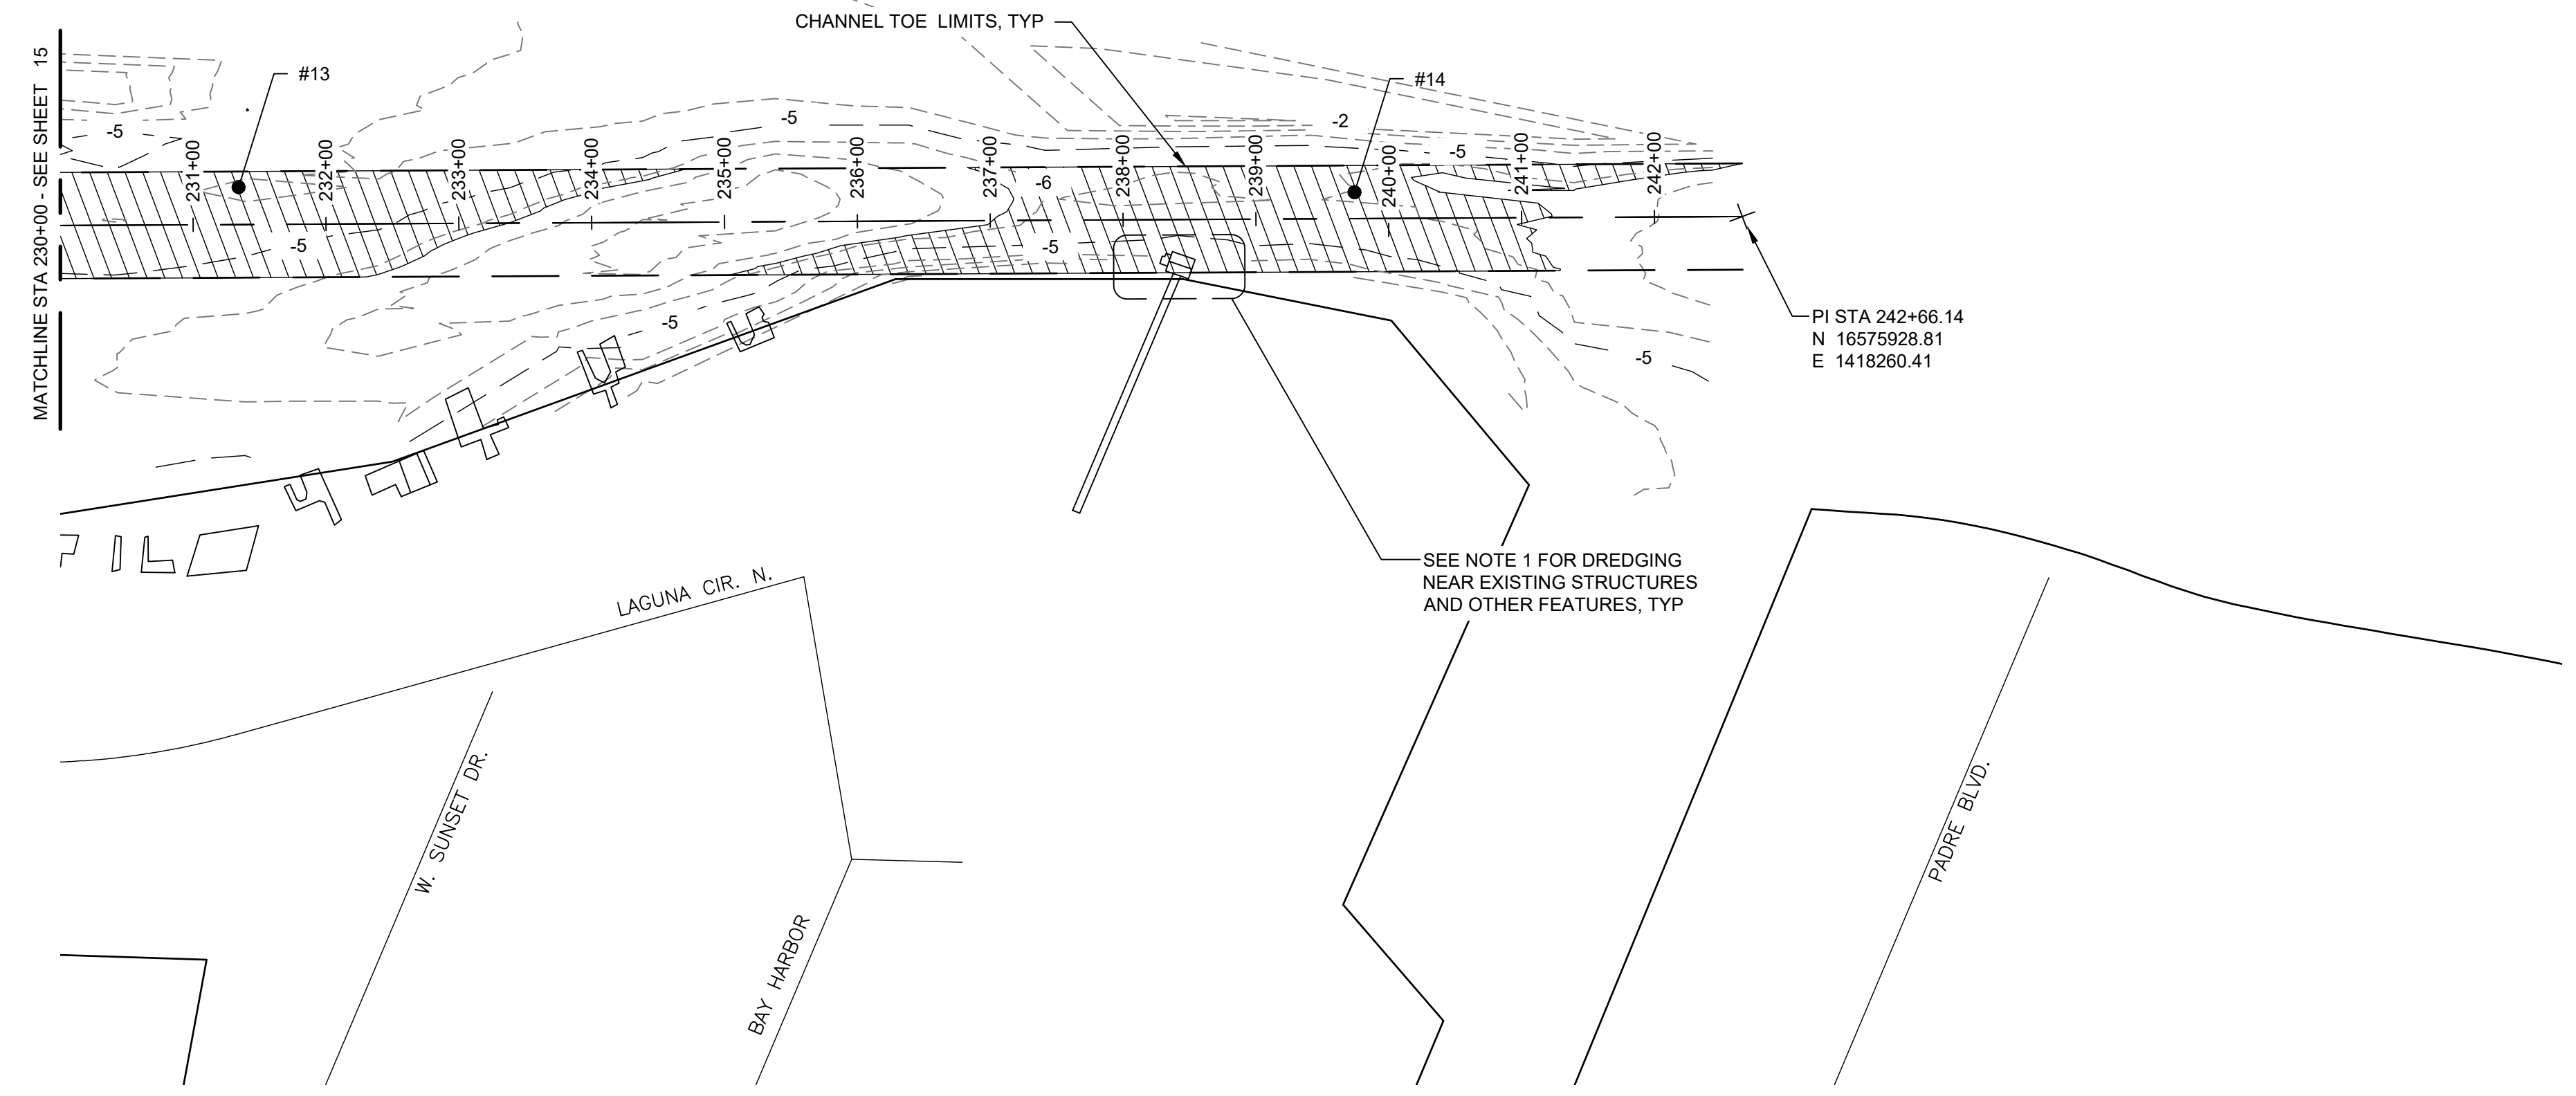 CHANNEL TOE LIMITS, TYP
MATCHLINE STA 230+00 - SEE SHEET 15
#13
#14
-5
-5
-2
-5
231+00
232+00
233+00
234+00
235+00
236+00
237+00
238+00
239+00
240+00
241+00
242+00
-6
-5
-5
-5
-5
PI STA 242+66.14
N 16575928.81
E 1418260.41
SEE NOTE 1 FOR DREDGING
NEAR EXISTING STRUCTURES
AND OTHER FEATURES, TYP
LAGUNA CIR. N.
W. SUNSET DR.
BAY HARBOR
PADRE BLVD.